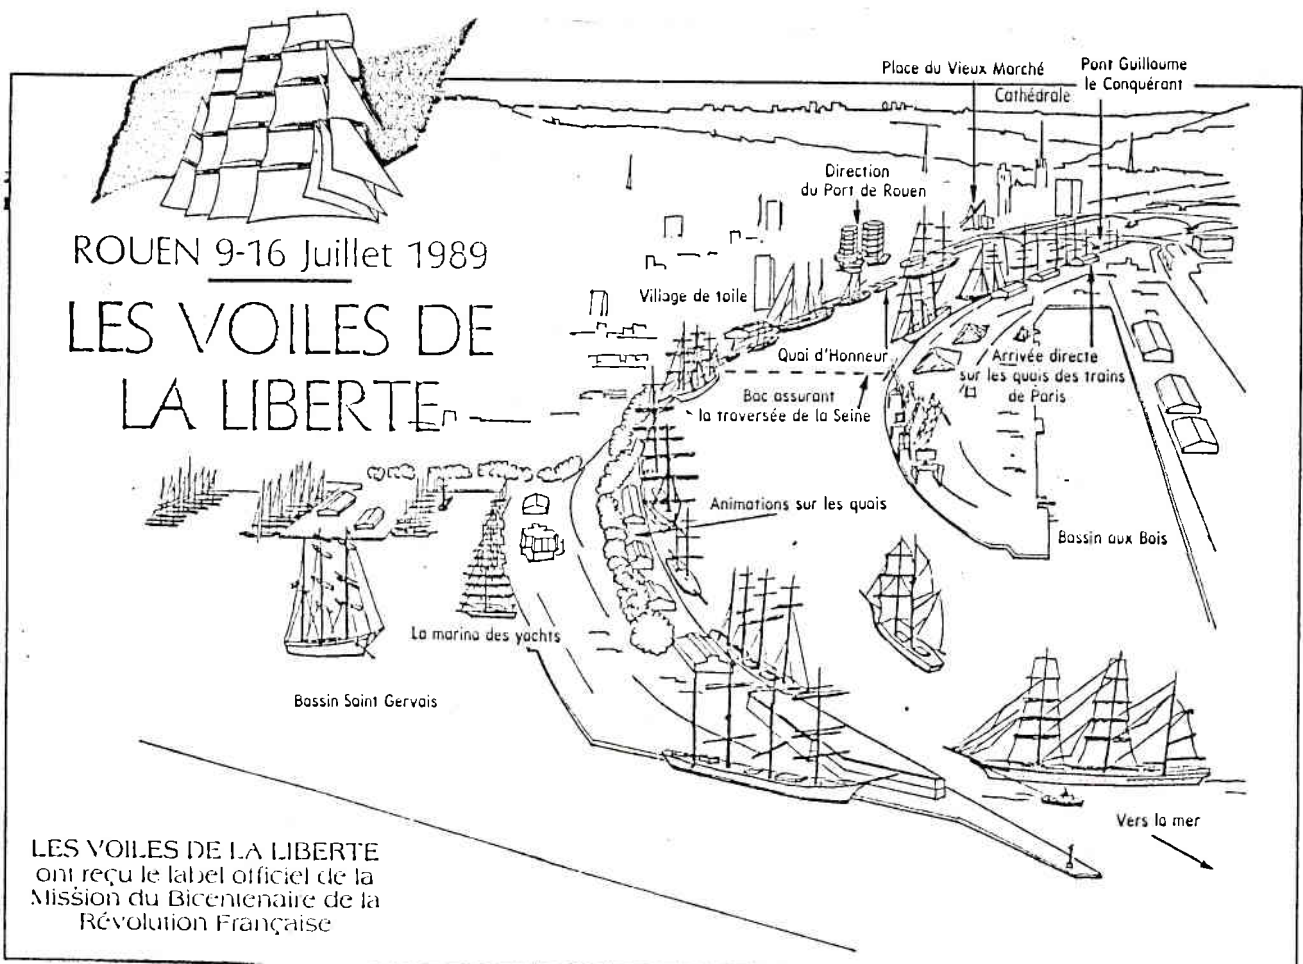 Place du Vieux Marché
Pont Guillaume
le Conquérant
Cathédrale
Direction
du Port de Rouen
ROUEN 9-16 Juillet 1989
LES VOILES DE
LA LIBERTE
Village de toile
Quai d'Honneur
Arrivée directe
sur les quais des trains
de Paris
Bac assurant
la traversée de la Seine
Animations sur les quais
Bassin aux Bois
La marina des yachts
Bassin Saint Gervais
Vers la mer
LES VOILES DE LA LIBERTE
ont reçu le label officiel de la
Mission du Bicentenaire de la
Révolution Française